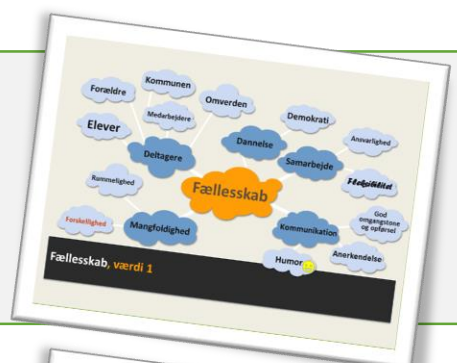 Kommunen
Forældre
Omverden
Medarbejdere
Demokrati
Elever
Dannelse
Ansvarlighed
Deltagere
Samarbejde
Rummelighed
Fællesskab
God
omgangstone
og opførsel
Kommunikation
Forskellighed
Mangfoldighed
Anerkendelse
Humor
Fællesskab, værdi 1